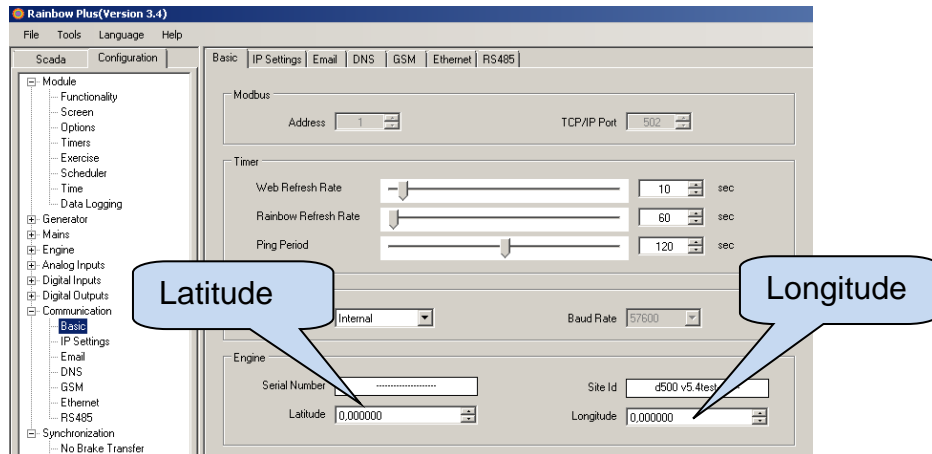 Rainbow Plus(Version 3.4)
File Tools Language Help
Scada Configuration
Basic IP Settings Email DNS GSM Ethernet RS485
Module
Functionality
Screen
Options
Timers
Exercise
Scheduler
Time
Data Logging
Generator
Mains
Engine
Analog Inputs
Digital Inputs
Digital Outputs
Communication
Basic
IP Settings
Email
DNS
GSM
Ethernet
RS485
Synchronization
No Brake Transfer
Modbus
Address 1 TCP/IP Port 502
Timer
Web Refresh Rate 10 sec
Rainbow Refresh Rate 60 sec
Ping Period 120 sec
Latitude
Longitude
Internal Baud Rate 57600
Engine
Serial Number -------------------- Site Id d500 v5.4test
Latitude 0,000000 Longitude 0,000000